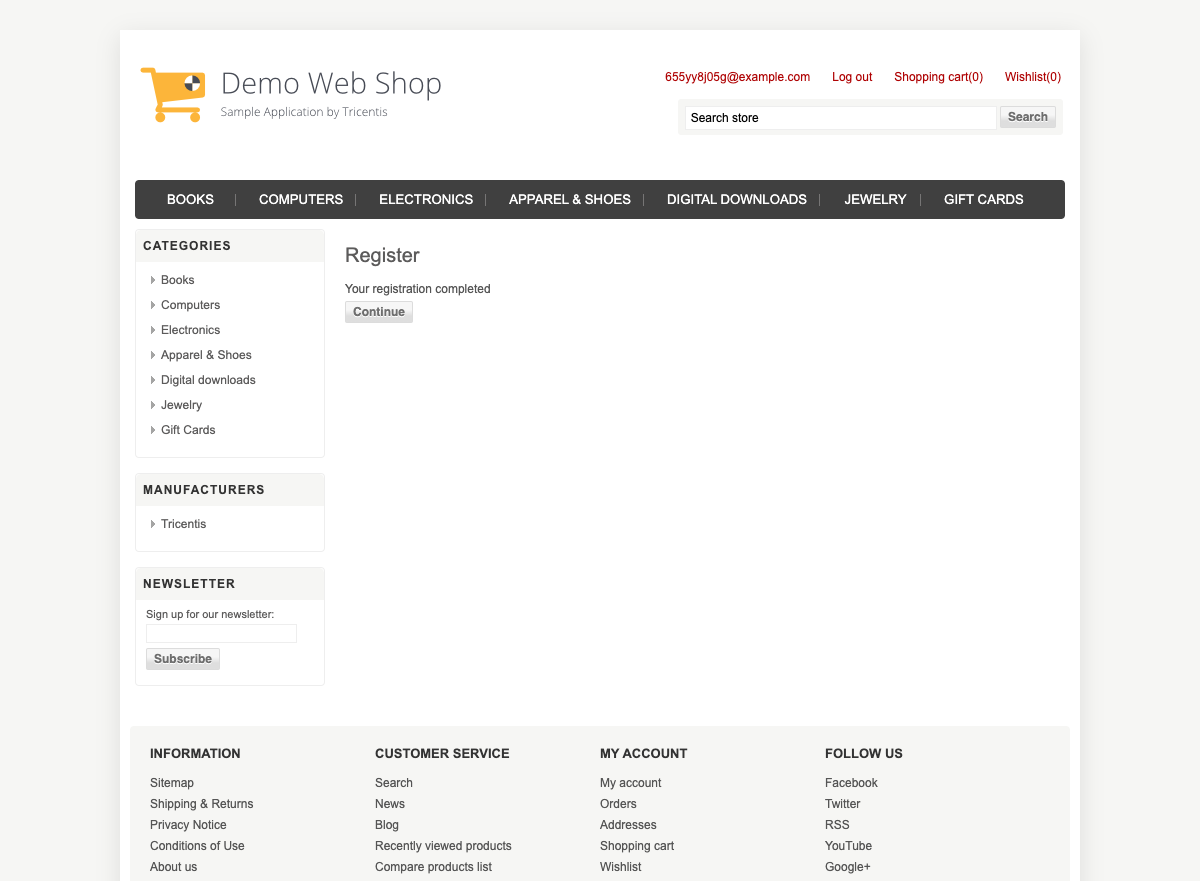 Demo Web Shop
Sample Application by Tricentis
655yy8j05g@example.com Log out Shopping cart(0) Wishlist(0)
Search store Search
BOOKS COMPUTERS ELECTRONICS APPAREL & SHOES DIGITAL DOWNLOADS JEWELRY GIFT CARDS
CATEGORIES
Books
Computers
Electronics
Apparel & Shoes
Digital downloads
Jewelry
Gift Cards
MANUFACTURERS
Tricentis
NEWSLETTER
Sign up for our newsletter:
Subscribe
Register
Your registration completed
Continue
INFORMATION
Sitemap
Shipping & Returns
Privacy Notice
Conditions of Use
About us
CUSTOMER SERVICE
Search
News
Blog
Recently viewed products
Compare products list
MY ACCOUNT
My account
Orders
Addresses
Shopping cart
Wishlist
FOLLOW US
Facebook
Twitter
RSS
YouTube
Google+